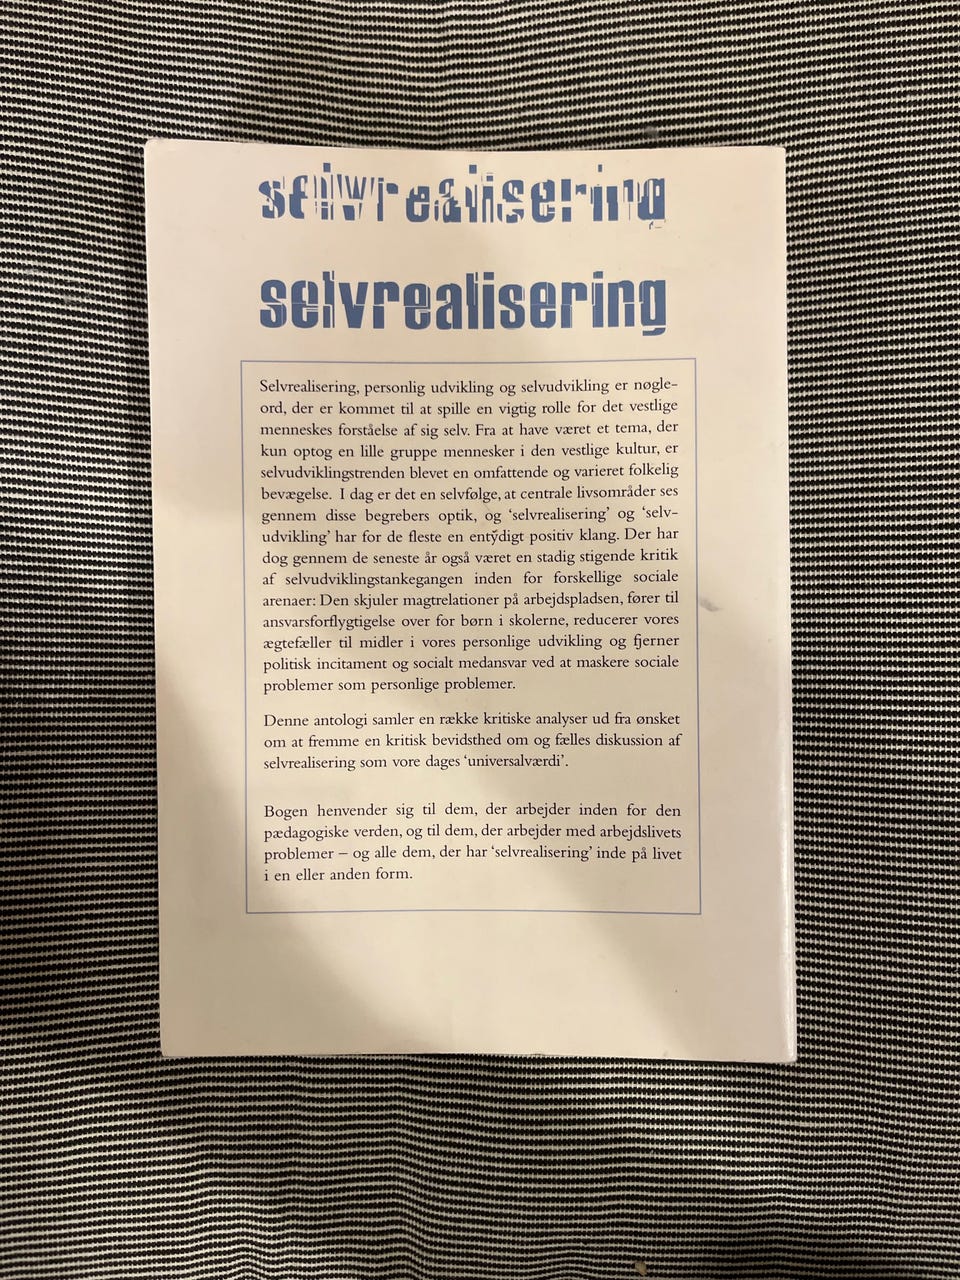 selvrealisering
selvrealisering
Selvrealisering, personlig udvikling og selvudvikling er nøgle-
ord, der er kommet til at spille en vigtig rolle for det vestlige
menneskes forståelse af sig selv. Fra at have været et tema, der
kun optog en lille gruppe mennesker i den vestlige kultur, er
selvudviklingstrenden blevet en omfattende og varieret folkelig
bevægelse. I dag er det en selvfølge, at centrale livsområder ses
gennem disse begrebers optik, og ‘selvrealisering’ og ‘selv-
udvikling’ har for de fleste en entydigt positiv klang. Der har
dog gennem de seneste år også været en stadig stigende kritik
af selvudviklingstankegangen inden for forskellige sociale
arenaer: Den skjuler magtrelationer på arbejdspladsen, fører til
ansvarsforflygtigelse over for børn i skolerne, reducerer vores
ægtefæller til midler i vores personlige udvikling og fjerner
politisk incitament og socialt medansvar ved at maskere sociale
problemer som personlige problemer.
Denne antologi samler en række kritiske analyser ud fra ønsket
om at fremme en kritisk bevidsthed om og fælles diskussion af
selvrealisering som vore dages ‘universalværdi’.
Bogen henvender sig til dem, der arbejder inden for den
pædagogiske verden, og til dem, der arbejder med arbejdslivets
problemer – og alle dem, der har ‘selvrealisering’ inde på livet
i en eller anden form.